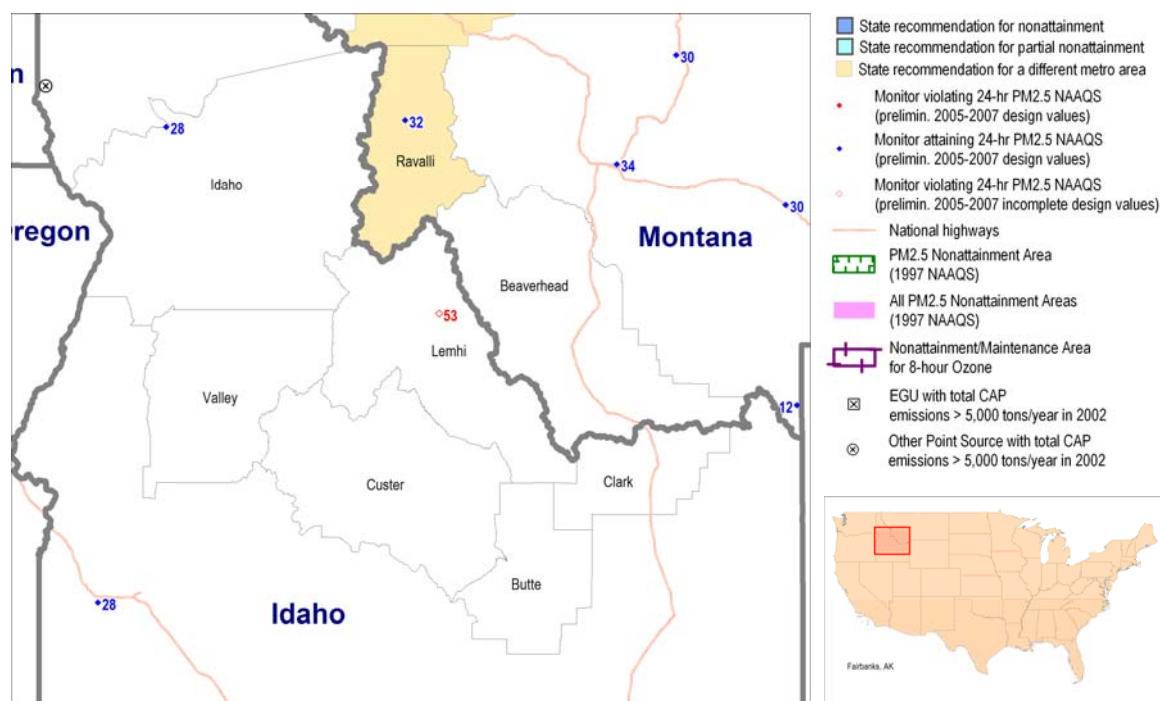 n
28
Idaho
32
Ravalli
30
34
30
Montana
regon
Beaverhead
53
Lemhi
12
Valley
Custer
Clark
Butte
28
Idaho
State recommendation for nonattainment
State recommendation for partial nonattainment
State recommendation for a different metro area
Monitor violating 24-hr PM2.5 NAAQS
(prelimin. 2005-2007 design values)
Monitor attaining 24-hr PM2.5 NAAQS
(prelimin. 2005-2007 design values)
Monitor violating 24-hr PM2.5 NAAQS
(prelimin. 2005-2007 incomplete design values)
National highways
PM2.5 Nonattainment Area
(1997 NAAQS)
All PM2.5 Nonattainment Areas
(1997 NAAQS)
Nonattainment/Maintenance Area
for 8-hour Ozone
EGU with total CAP
emissions > 5,000 tons/year in 2002
Other Point Source with total CAP
emissions > 5,000 tons/year in 2002
Fairbanks, AK